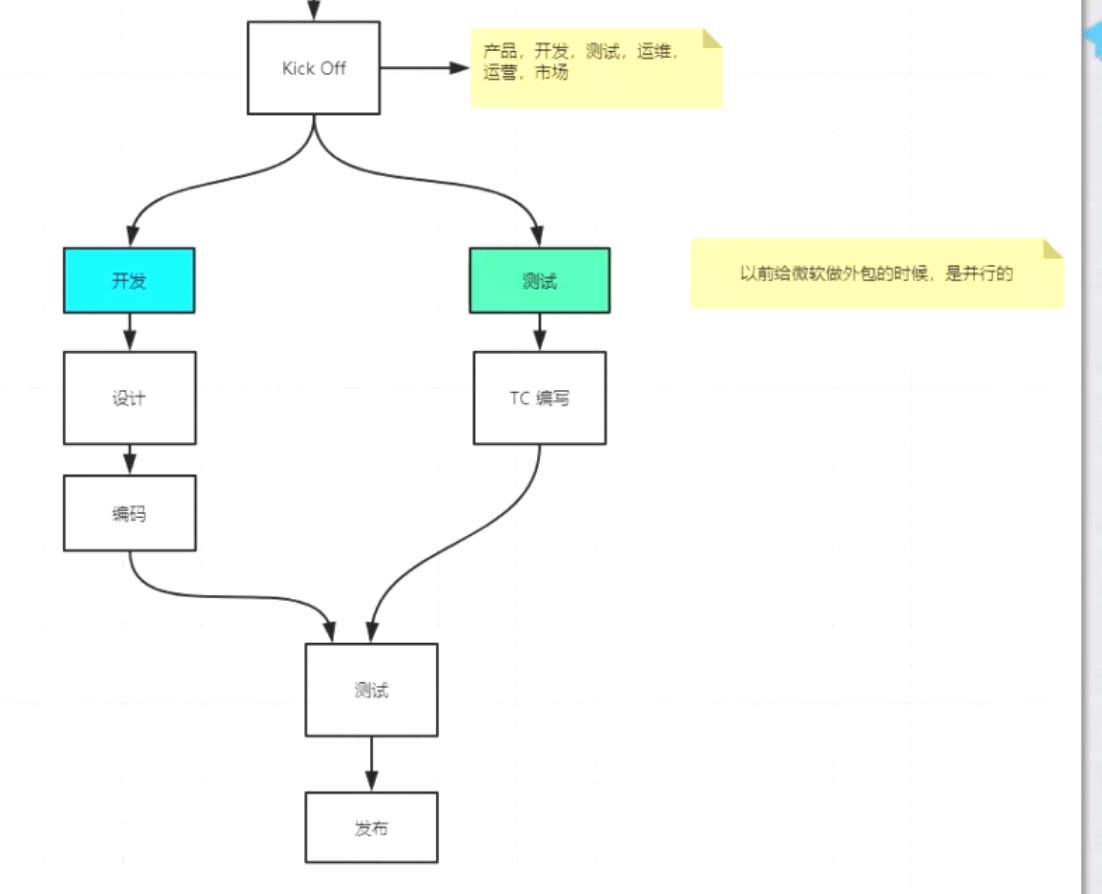 Kick Off
产品，开发，测试，运维，
运营，市场
开发
测试
以前给微软做外包的时候，是并行的
设计
TC 编写
编码
测试
发布